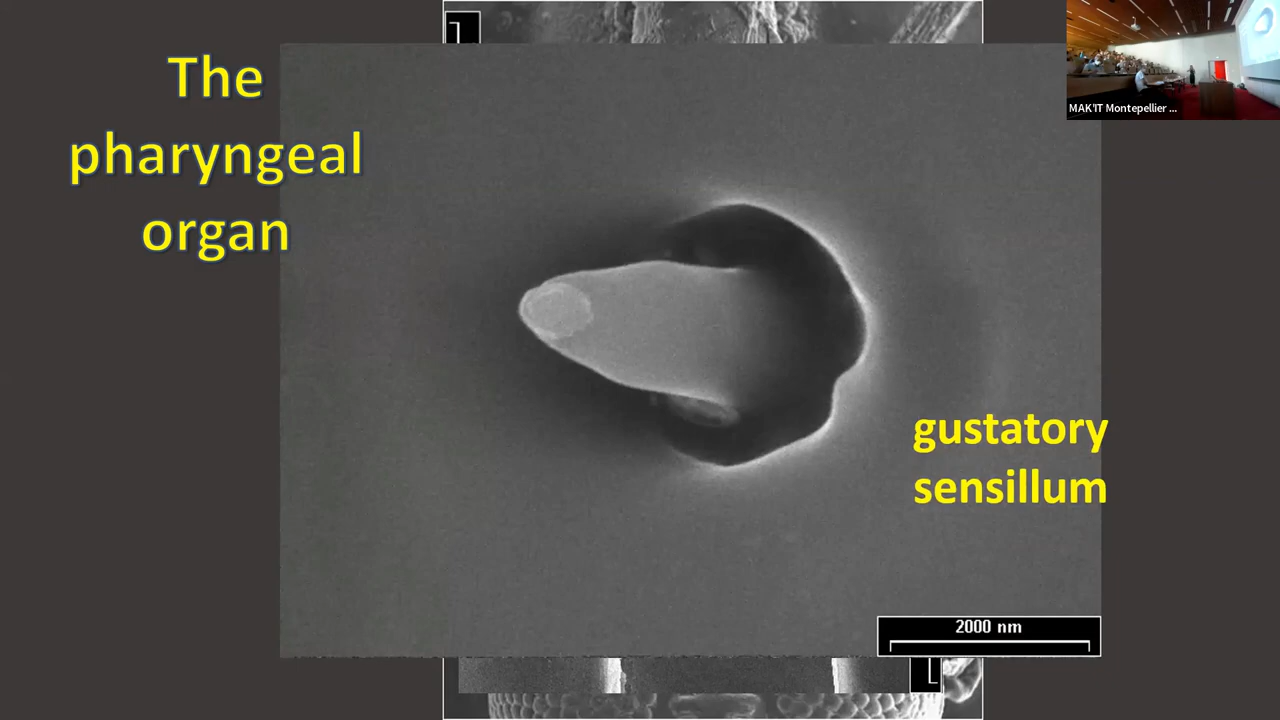 The
pharyngeal
organ
MAK'IT Montepellier ...
gustatory
sensillum
2000 nm